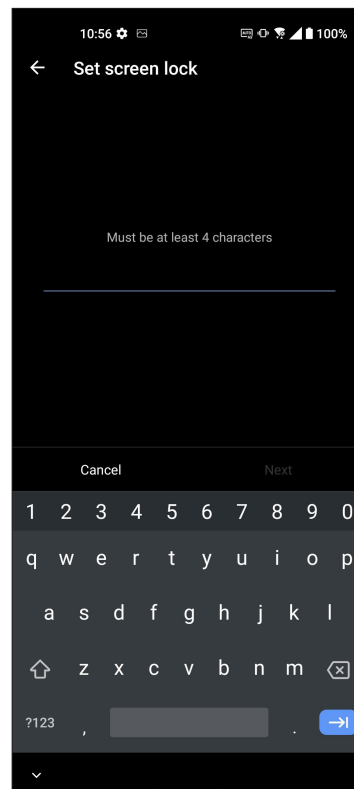 10:56 100%
Set screen lock
Must be at least 4 characters
Cancel Next
1 2 3 4 5 6 7 8 9 0
q w e r t y u i o p
a s d f g h j k l
z x c v b n m
?123 , .